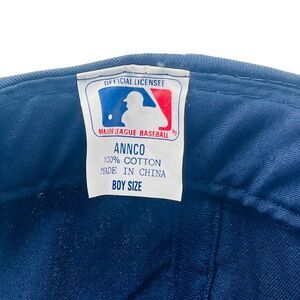 OFFICIAL LICENSEE
MAJOR LEAGUE BASEBALL
ANNCO
100% COTTON
MADE IN CHINA
BOY SIZE